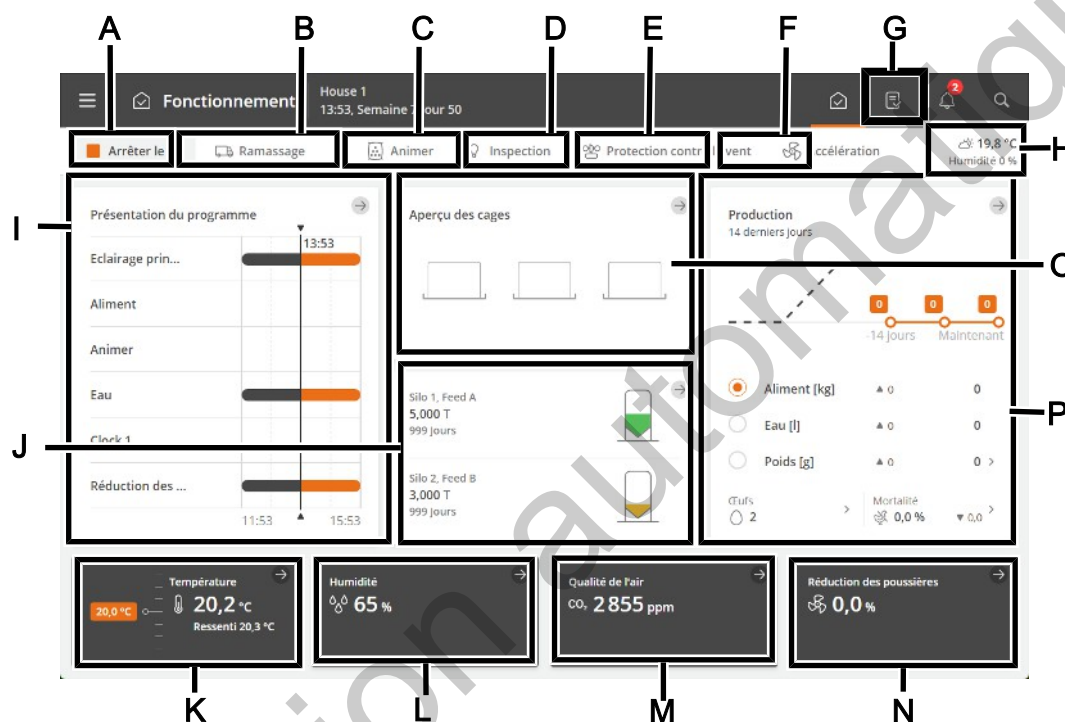 A B C D E F G
Fonctionnement
House 1
13:53, Semaine 7 our 50
2
Arrêter le
Ramassage
Animer
Inspection
Protection contr l vent
ccélération
19,8 °C
Humidité 0 %
H
I
Présentation du programme
13:53
Eclairage prin...
Aliment
Animer
Eau
Clock 1
Réduction des ...
11:53 15:53
Aperçu des cages
O
J
Silo 1, Feed A
5,000 T
999 Jours
Silo 2, Feed B
3,000 T
999 Jours
Production
14 derniers jours
0 0 0
-14 jours Maintenant
Aliment [kg] ▲ 0 0
Eau [l] ▲ 0 0
Poids [g] ▲ 0 0 >
P
Œufs
2 >
Mortalité
0,0 % ▼ 0,0 >
Température
20,0 °C
20,2 °C
Ressenti 20,3 °C
Humidité
65 %
Qualité de l'air
CO₂ 2 855 ppm
Réduction des poussières
0,0 %
K L M N
ion automatiq